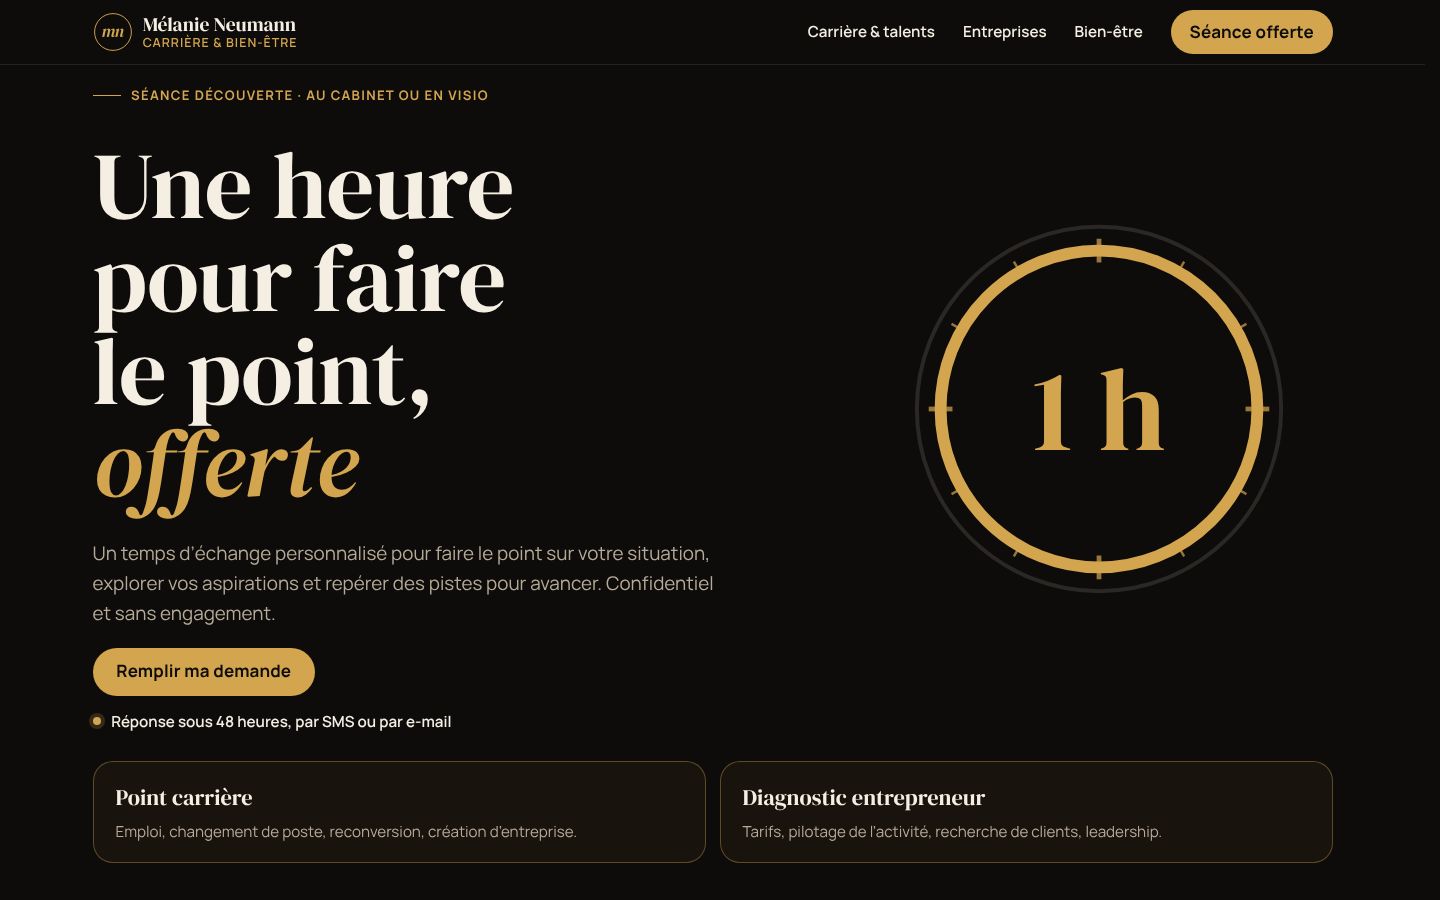 mn
Mélanie Neumann
CARRIÈRE & BIEN-ÊTRE
Carrière & talents
Entreprises
Bien-être
Séance offerte
SÉANCE DÉCOUVERTE · AU CABINET OU EN VISIO
Une heure
pour faire
le point,
offerte
1 h
Un temps d’échange personnalisé pour faire le point sur votre situation,
explorer vos aspirations et repérer des pistes pour avancer. Confidentiel
et sans engagement.
Remplir ma demande
Réponse sous 48 heures, par SMS ou par e-mail
Point carrière
Emploi, changement de poste, reconversion, création d’entreprise.
Diagnostic entrepreneur
Tarifs, pilotage de l’activité, recherche de clients, leadership.